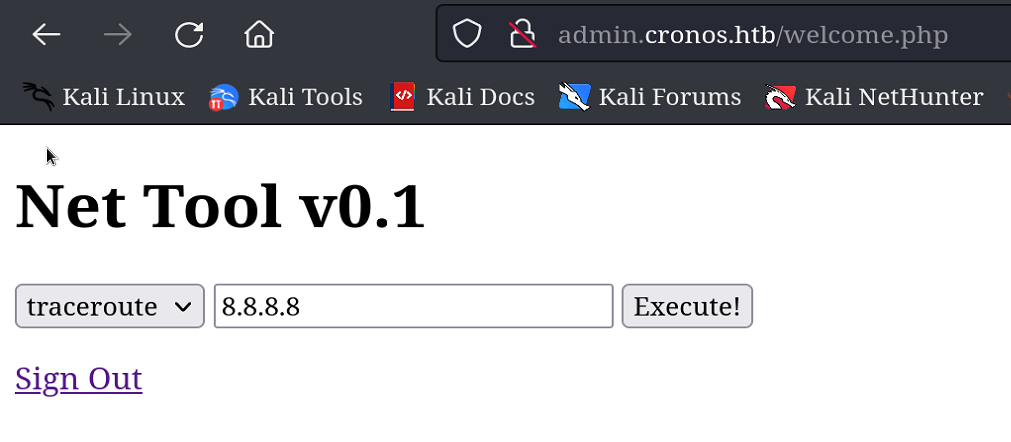 admin.cronos.htb/welcome.php
Kali Linux Kali Tools Kali Docs Kali Forums Kali NetHunter
Net Tool v0.1
traceroute 8.8.8.8 Execute!
Sign Out